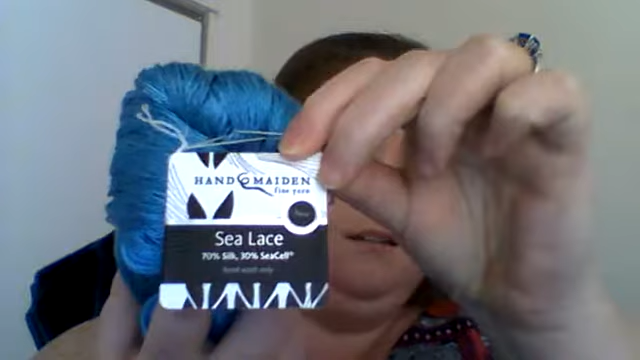 HAND MAIDEN
fine yarn
New
Sea Lace
70% Silk, 30% SeaCell®
hand wash only